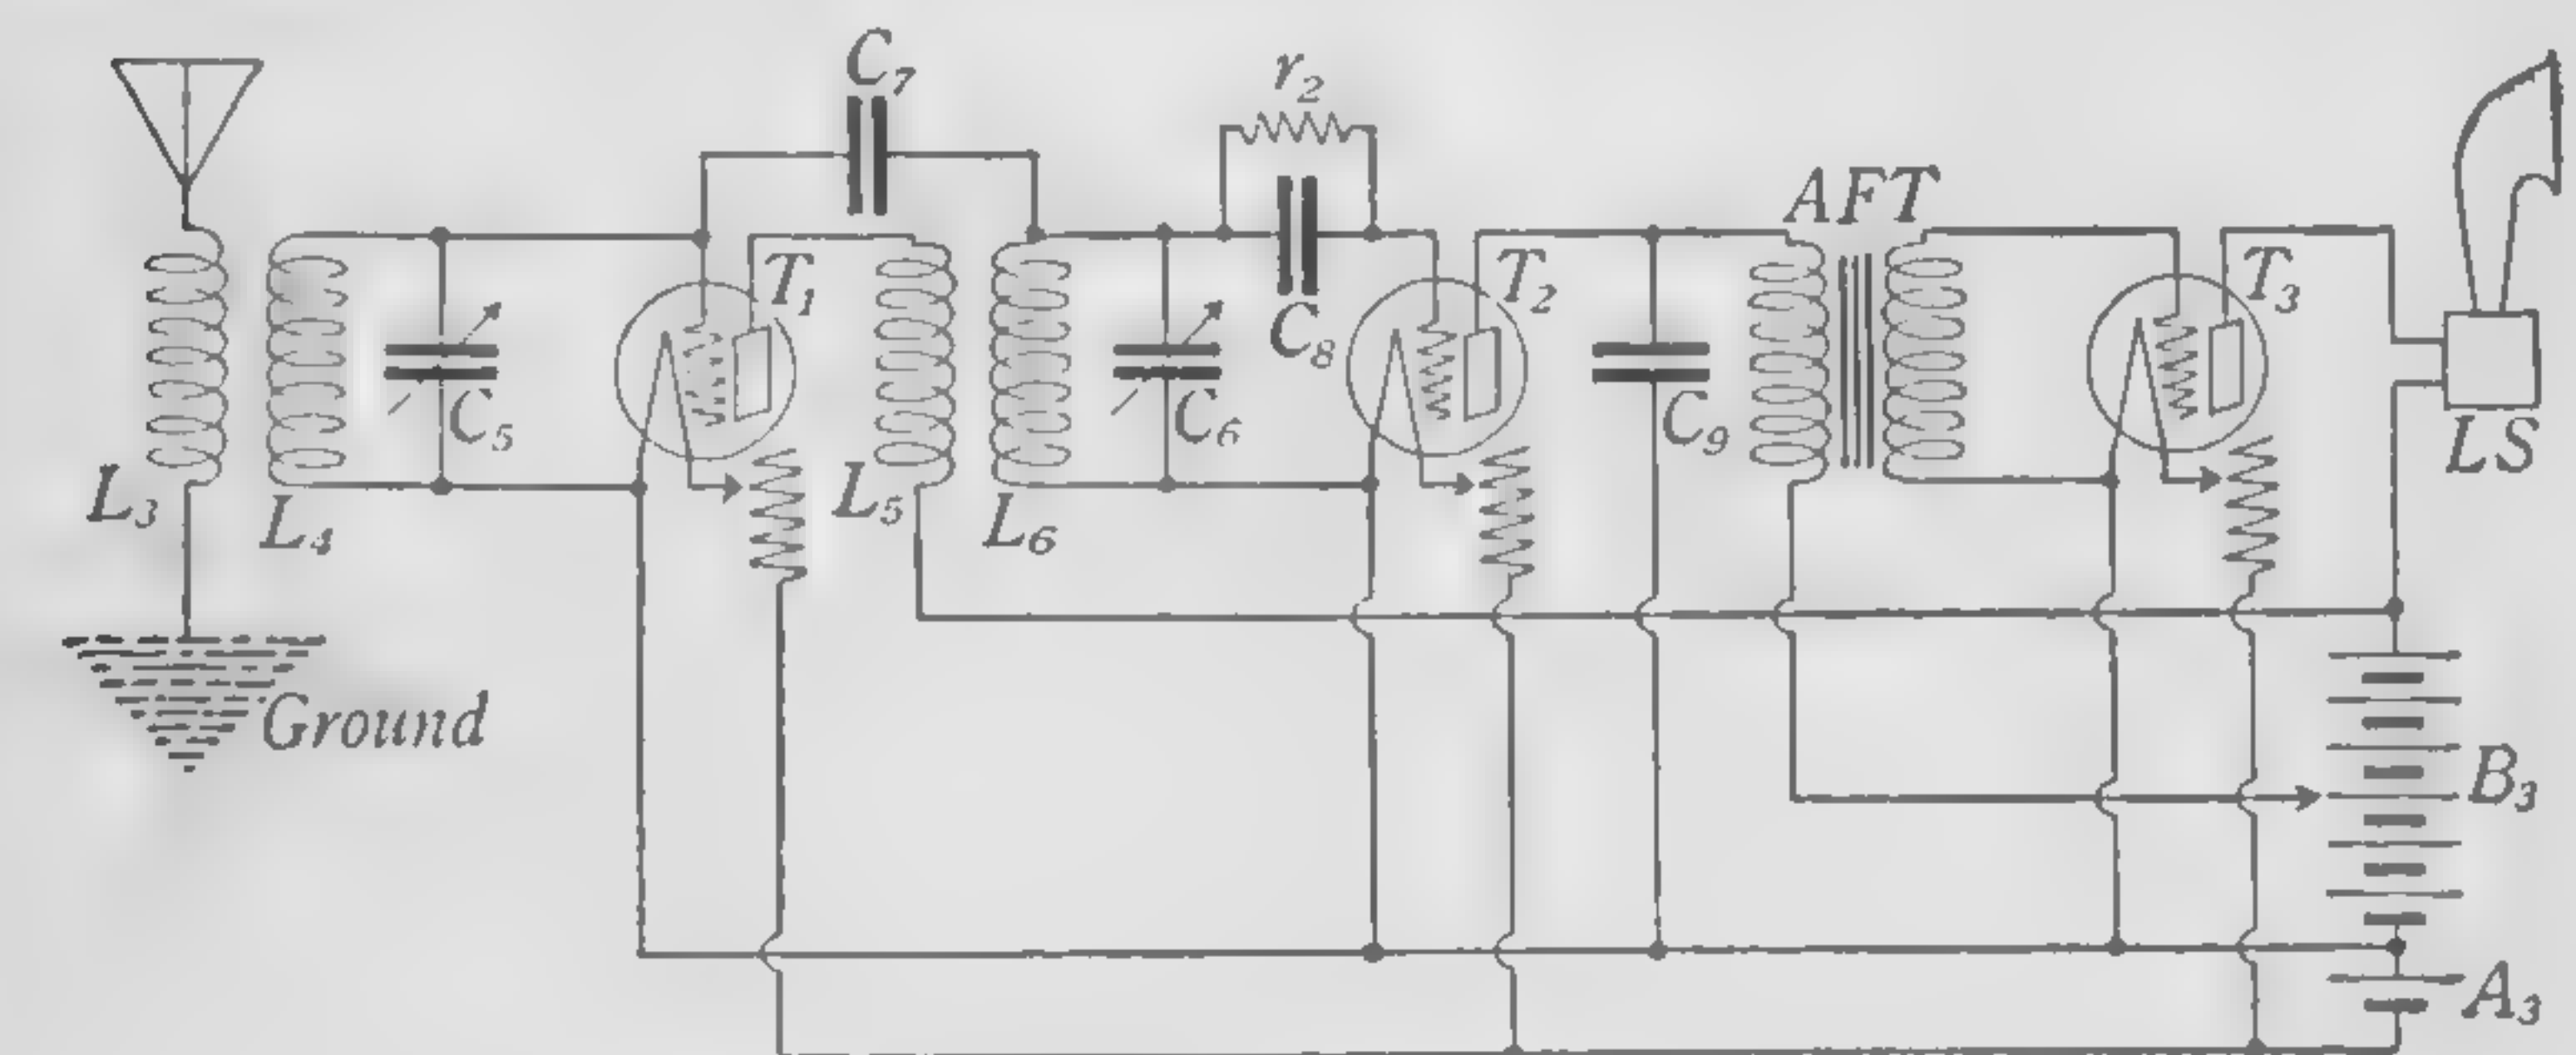 C₇
r₂
AFT
T₁
T₂
T₃
C₅
C₆
C₈
C₉
LS
L₃
L₄
L₅
L₆
Ground
B₃
A₃